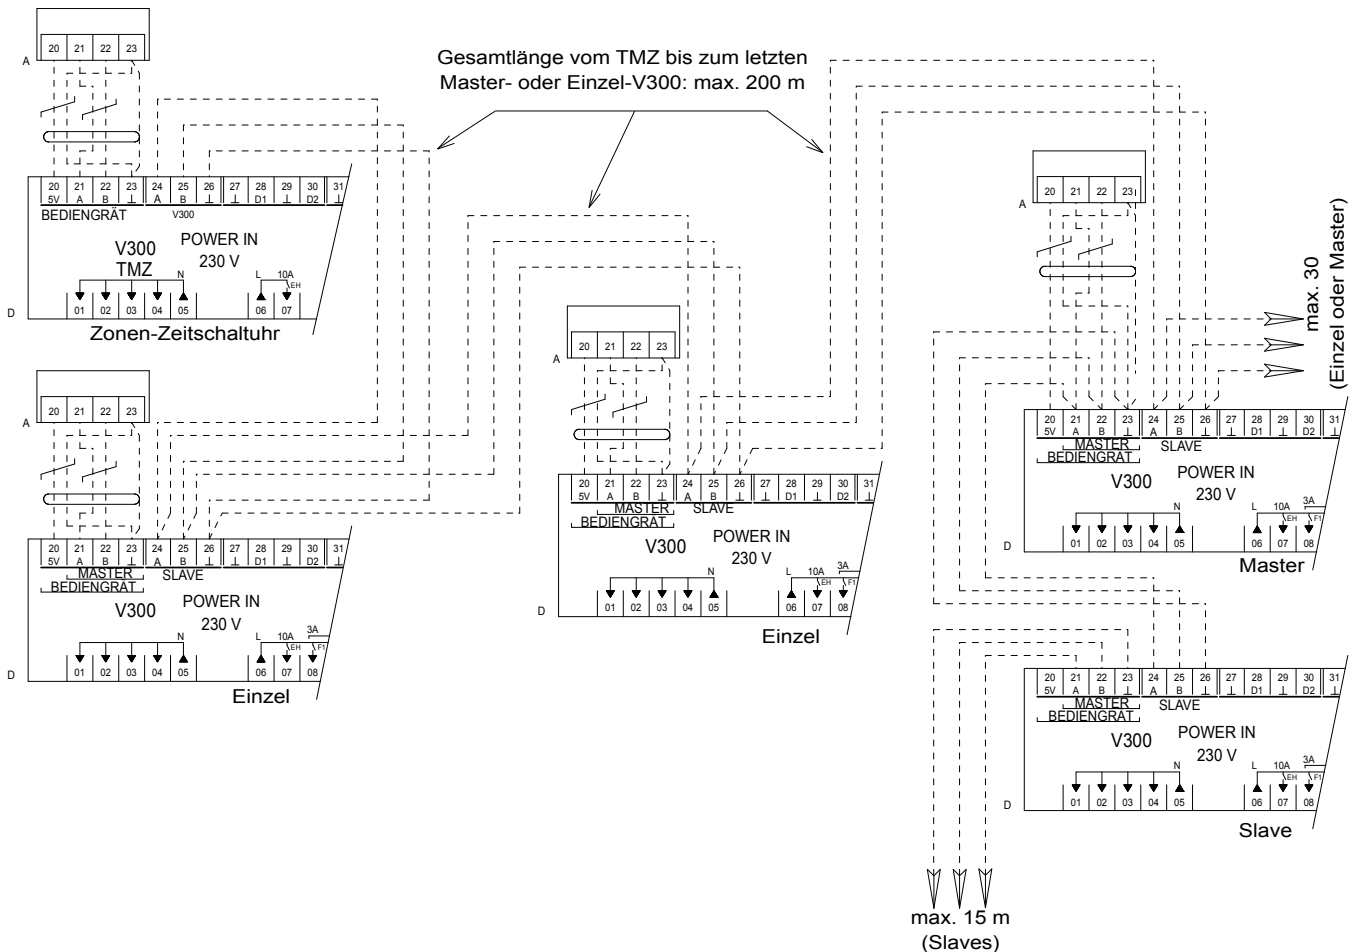 Gesamtlänge vom TMZ bis zum letzten
Master- oder Einzel-V300: max. 200 m
20 21 22 23
A
20 21 22 23 24 25 26 27 28 29 30 31
5V A B ⊥ A B ⊥ ⊥ D1 ⊥ D2 ⊥
BEDIENGRÄT V300
V300 POWER IN
TMZ 230 V
N L 10A
EH
01 02 03 04 05 06 07
D
Zonen-Zeitschaltuhr
20 21 22 23
A
20 21 22 23 24 25 26 27 28 29 30 31
5V A B ⊥ A B ⊥ ⊥ D1 ⊥ D2 ⊥
MASTER SLAVE
BEDIENGRAT
V300 POWER IN
230 V
N L 10A 3A
EH F1
01 02 03 04 05 06 07 08
D
Einzel
20 21 22 23
A
20 21 22 23 24 25 26 27 28 29 30 31
5V A B ⊥ A B ⊥ ⊥ D1 ⊥ D2 ⊥
MASTER SLAVE
BEDIENGRAT
V300 POWER IN
230 V
N L 10A 3A
EH F1
01 02 03 04 05 06 07 08
D
Einzel
20 21 22 23
A
max. 30
(Einzel oder Master)
20 21 22 23 24 25 26 27 28 29 30 31
5V A B ⊥ A B ⊥ ⊥ D1 ⊥ D2 ⊥
MASTER SLAVE
BEDIENGRAT
V300 POWER IN
230 V
N L 10A 3A
EH F1
01 02 03 04 05 06 07 08
D
Master
20 21 22 23 24 25 26 27 28 29 30 31
5V A B ⊥ A B ⊥ ⊥ D1 ⊥ D2 ⊥
MASTER SLAVE
BEDIENGRAT
V300 POWER IN
230 V
N L 10A 3A
EH F1
01 02 03 04 05 06 07 08
D
Slave
max. 15 m
(Slaves)